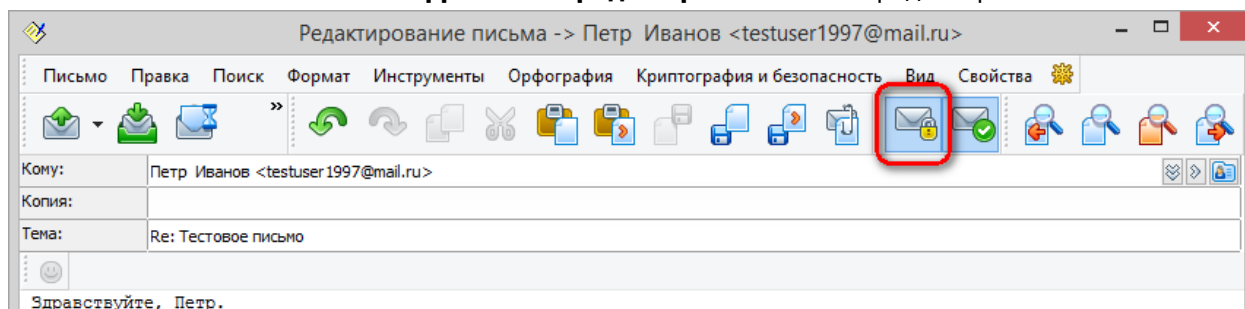 Редактирование письма -> Петр Иванов <testuser1997@mail.ru>
Письмо Правка Поиск Формат Инструменты Орфография Криптография и безопасность Вид Свойства
Кому: Петр Иванов <testuser1997@mail.ru>
Копия:
Тема: Re: Тестовое письмо
Здравствуйте, Петр.